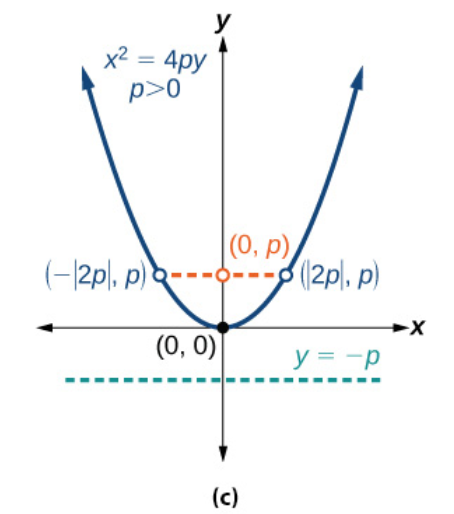 y
x² = 4py
p>0
(0, p)
(−|2p|, p)
(|2p|, p)
x
(0, 0)
y = −p
(c)